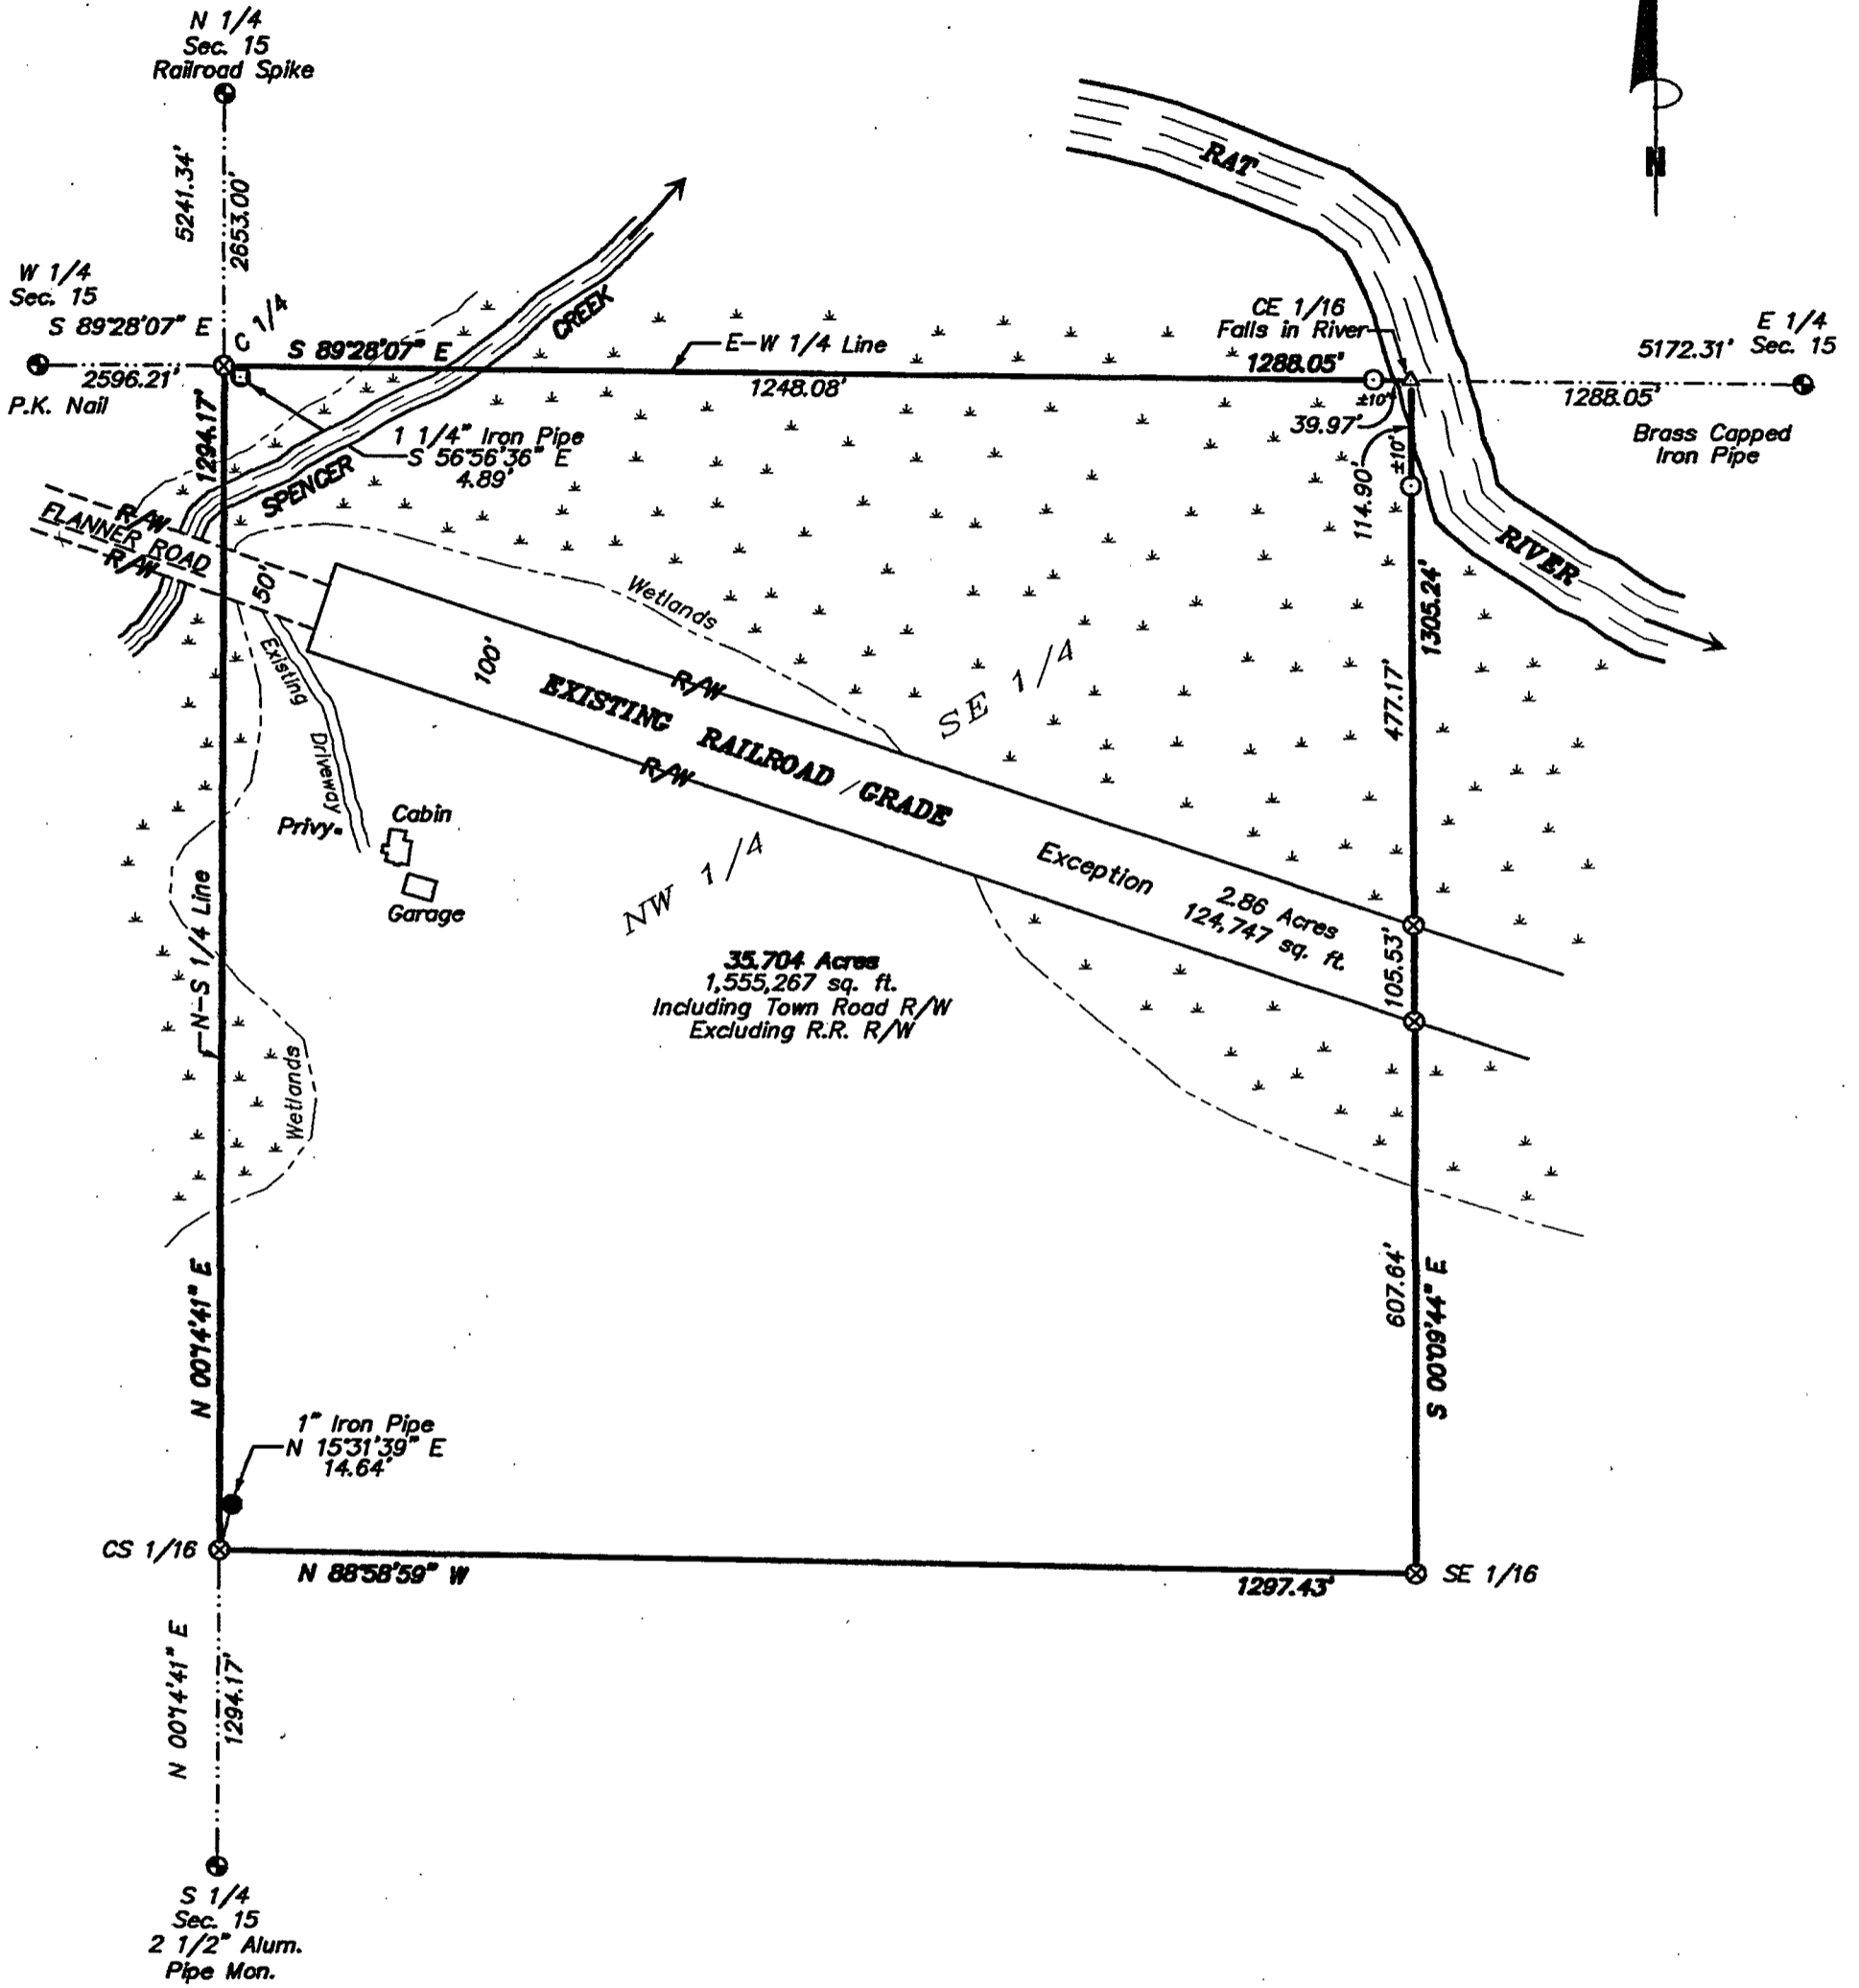 N 1/4
Sec. 15
Railroad Spike
N
5241.34'
2653.00'
RAT
W 1/4
Sec. 15
S 89°28'07" E
2596.21'
P.K. Nail
C 1/4
S 89°28'07" E
CREEK
E-W 1/4 Line
1248.08'
CE 1/16
Falls in River
1288.05'
±10'
39.97'
E 1/4
5172.31' Sec. 15
1288.05'
Brass Capped
Iron Pipe
1294.17'
1 1/4" Iron Pipe
S 56°56'36" E
4.89'
SPENCER
114.90'
±10'
R/W
FLANNER ROAD
R/W
50'
RIVER
Wetlands
1305.24'
477.17'
Existing
Driveway
100'
R/W
EXISTING RAILROAD GRADE
R/W
SE 1/4
NW 1/4
Privy
Cabin
Garage
Exception
2.86 Acres
124,747 sq. ft.
105.53'
35.704 Acres
1,555,267 sq. ft.
Including Town Road R/W
Excluding R.R. R/W
N-S 1/4 Line
Wetlands
N 00°14'41" E
607.64'
S 00°09'44" E
1" Iron Pipe
N 15°31'39" E
14.64'
CS 1/16
N 88°58'59" W
1297.43'
SE 1/16
N 00°14'41" E
1294.17'
S 1/4
Sec. 15
2 1/2" Alum.
Pipe Mon.